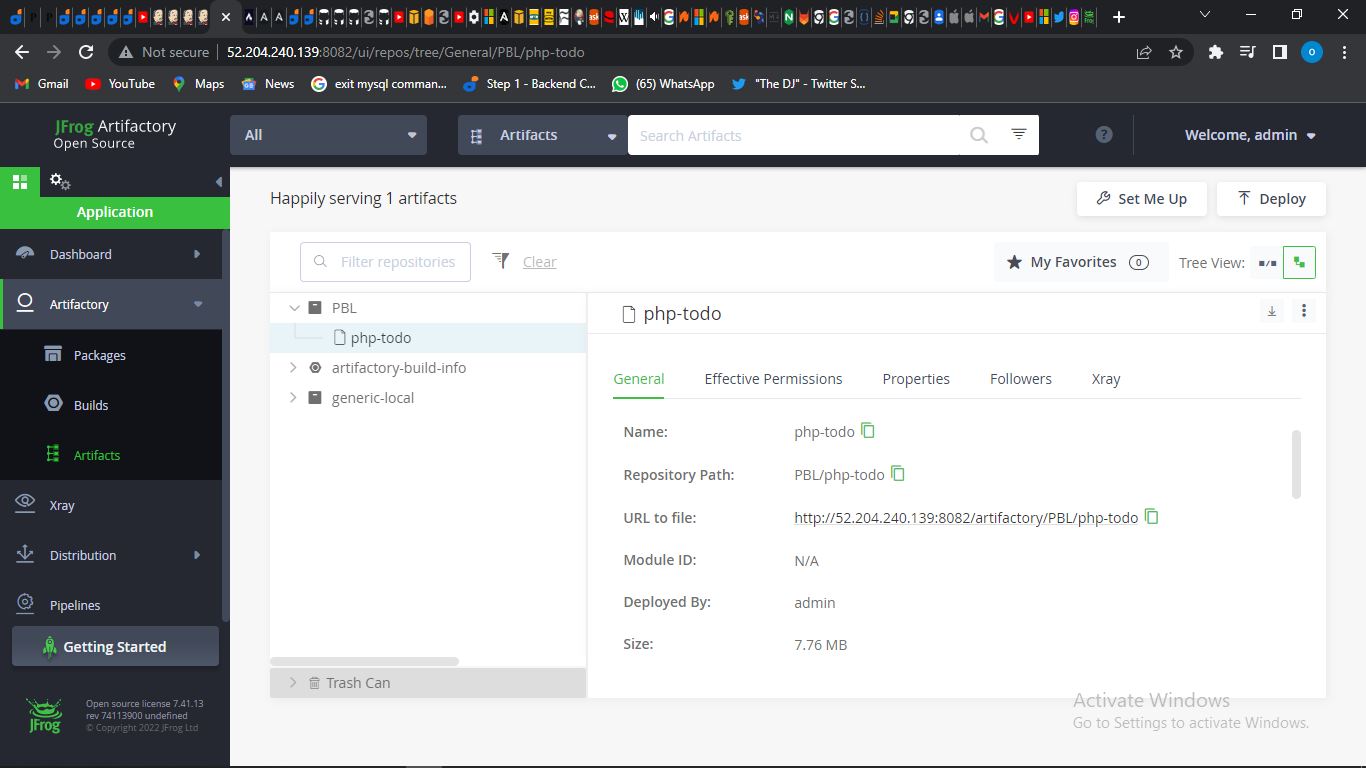 Not secure | 52.204.240.139:8082/ui/repos/tree/General/PBL/php-todo
Gmail YouTube Maps News exit mysql comman... Step 1 - Backend C... (65) WhatsApp "The DJ" - Twitter S...
JFrog Artifactory
Open Source
All Artifacts Search Artifacts ? Welcome, admin
Application
Happily serving 1 artifacts Set Me Up Deploy
Dashboard
Artifactory
Packages
Builds
Artifacts
Xray
Distribution
Pipelines
Getting Started
JFrog
Open source license 7.41.13
rev 74113900 undefined
© Copyright 2022 JFrog Ltd
Filter repositories Clear My Favorites 0 Tree View:
PBL
php-todo
artifactory-build-info
generic-local
Trash Can
php-todo
General Effective Permissions Properties Followers Xray
Name: php-todo
Repository Path: PBL/php-todo
URL to file: http://52.204.240.139:8082/artifactory/PBL/php-todo
Module ID: N/A
Deployed By: admin
Size: 7.76 MB
Activate Windows
Go to Settings to activate Windows.